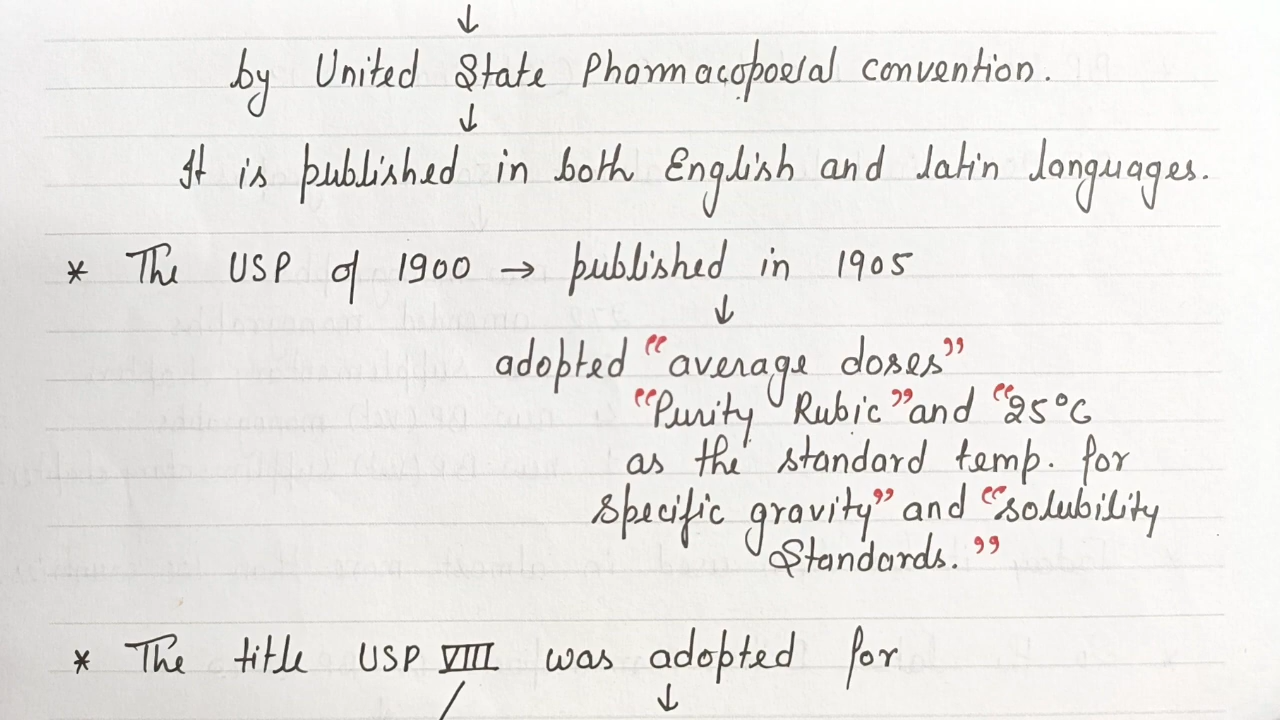 ↓
by United State Pharmacopoeial convention.
↓
It is published in both English and latin languages.
* The USP of 1900 → published in 1905
↓
adopted "average doses"
"Purity Rubic" and "25°C
as the standard temp. for
specific gravity" and "solubility
Standards."
* The title USP VIII was adopted for
↓